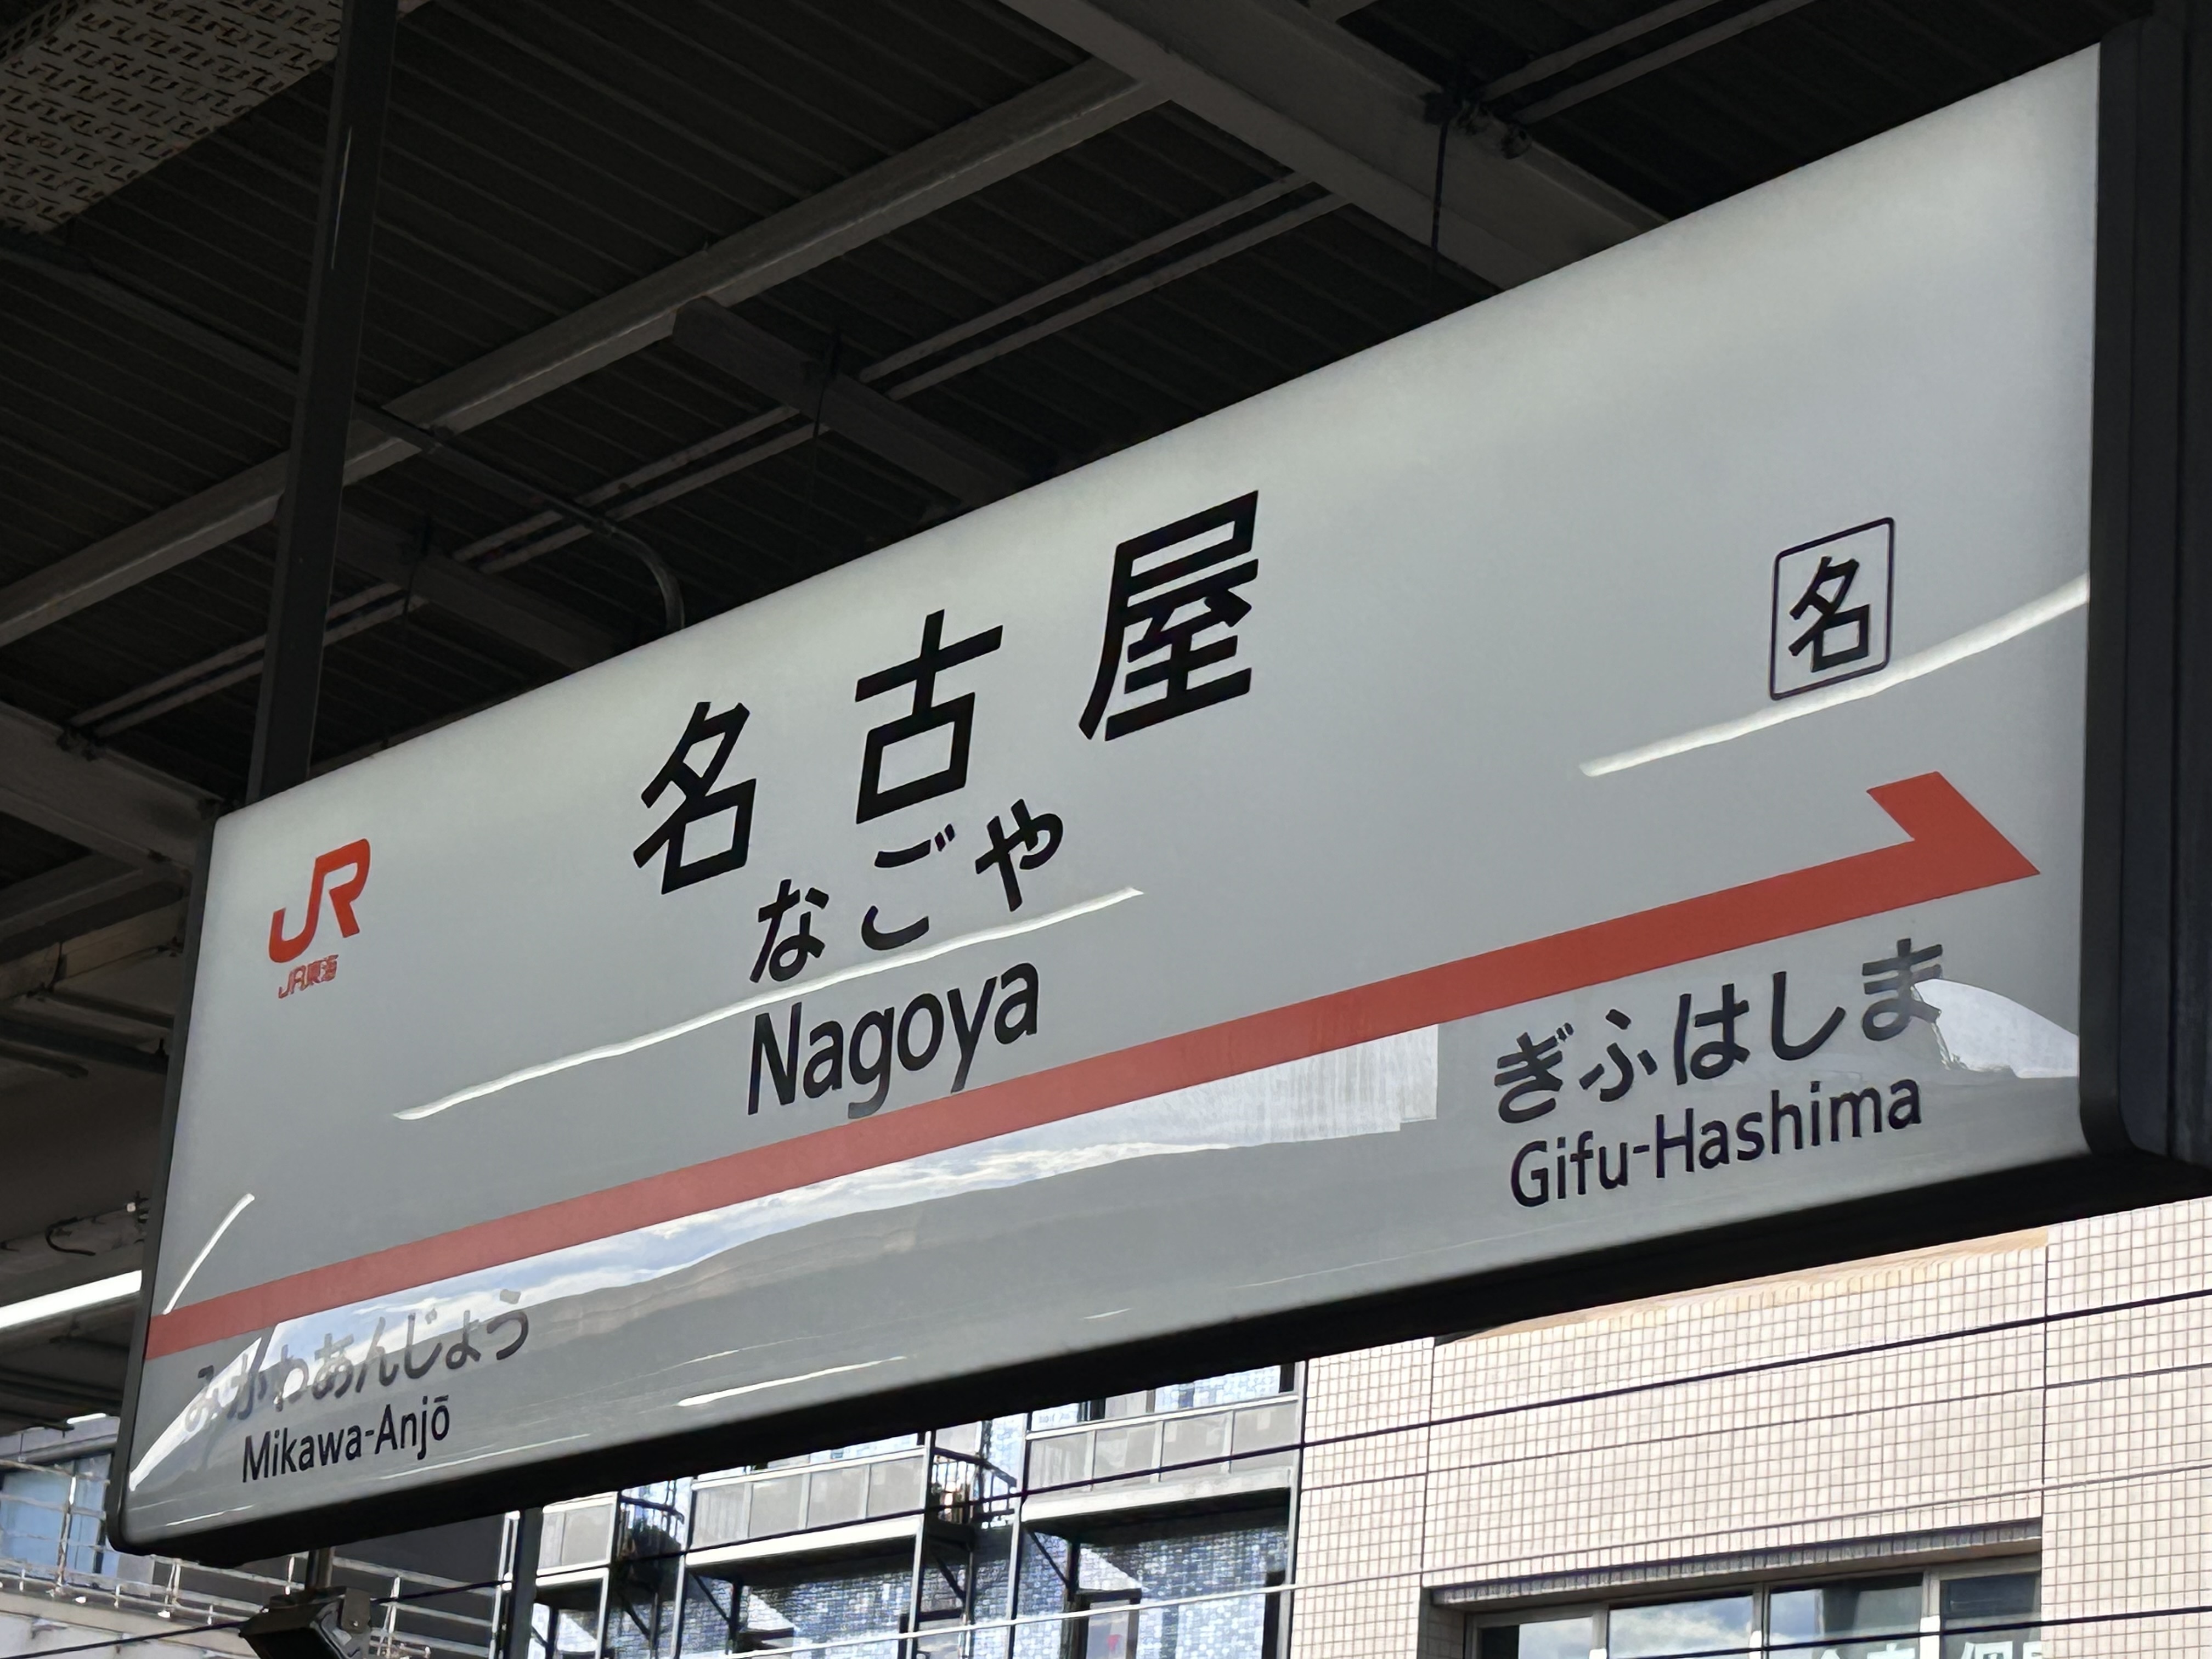 JR
JR東海
名古屋
名
なごや
Nagoya
みかわあんじょう
Mikawa-Anjō
ぎふはしま
Gifu-Hashima